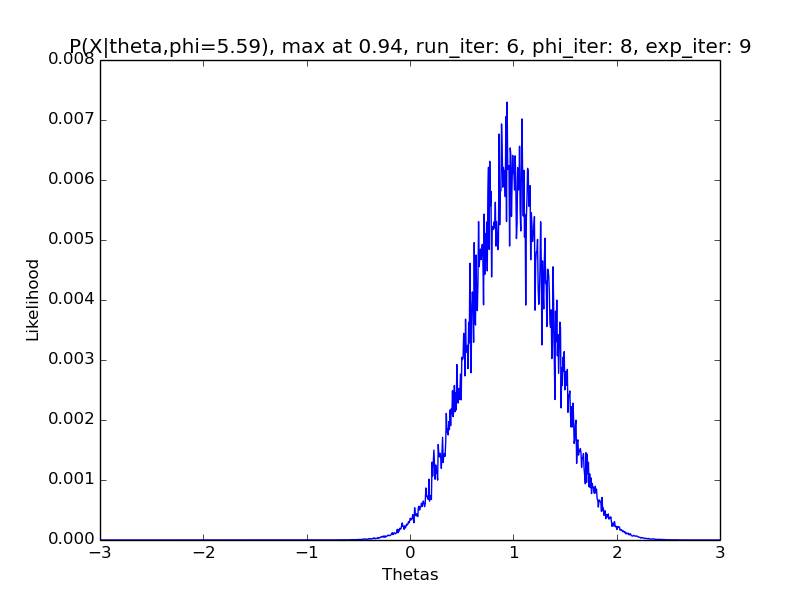 P(X|theta,phi=5.59), max at 0.94, run_iter: 6, phi_iter: 8, exp_iter: 9
0.008
0.007
0.006
0.005
0.004
0.003
0.002
0.001
0.000
Likelihood
−3 −2 −1 0 1 2 3
Thetas